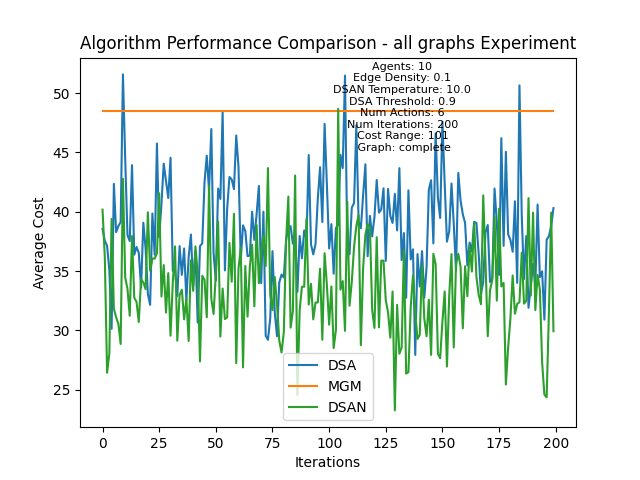 Algorithm Performance Comparison - all graphs Experiment
Agents: 10
Edge Density: 0.1
DSAN Temperature: 10.0
DSA Threshold: 0.9
Num Actions: 6
Num Iterations: 200
Cost Range: 101
Graph: complete
Average Cost
50
45
40
35
30
25
DSA
MGM
DSAN
0 25 50 75 100 125 150 175 200
Iterations